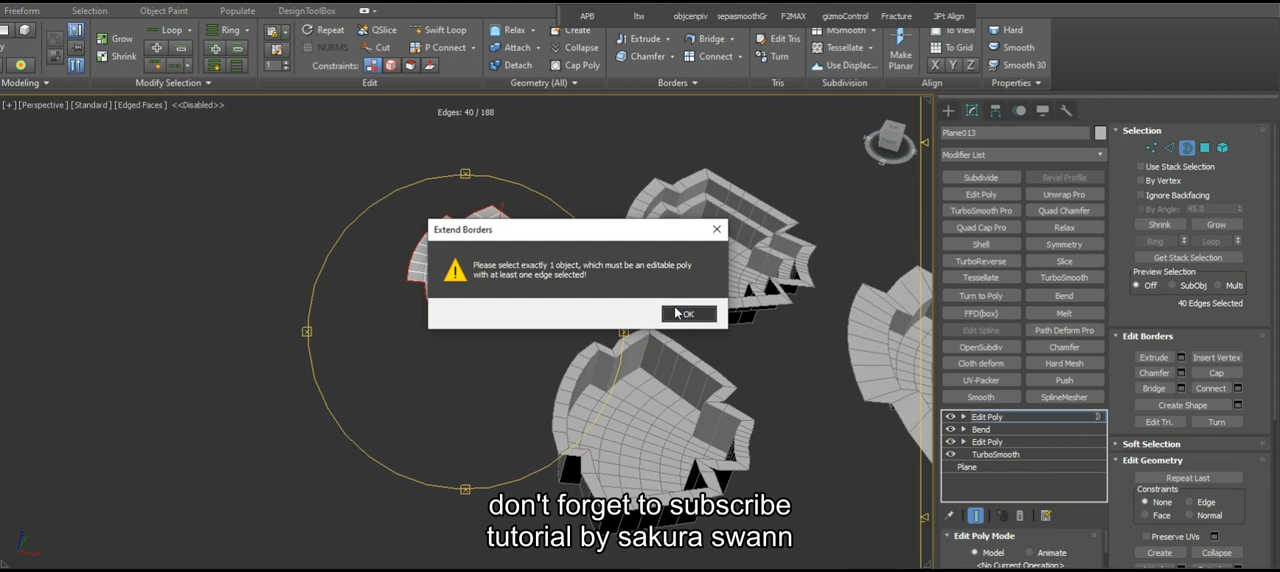 Freeform Selection Object Paint Populate DesignToolBox
APB ltw objcenpiv sepasmoothGr F2MAX gizmoControl Fracture 3Pt Align
Grow Loop Ring Repeat QSlice Swift Loop Relax Create Extrude Bridge Edit Tris MSmooth To View Hard
Shrink NURMS Cut P Connect Attach Collapse Chamfer Connect Turn Tessellate Make Planar To Grid Smooth
1 Constraints: Detach Cap Poly Use Displac... X Y Z Smooth 30
Modeling Modify Selection Edit Geometry (All) Borders Tris Subdivision Align Properties
[+] [Perspective] [Standard] [Edged Faces] <<Disabled>>
Edges: 40 / 188
Extend Borders
Please select exactly 1 object, which must be an editable poly
with at least one edge selected!
OK
don't forget to subscribe
tutorial by sakura swann
Plane013
Modifier List
Subdivide Bevel Profile
Edit Poly Unwrap Pro
TurboSmooth Pro Quad Chamfer
Quad Cap Pro Relax
Shell Symmetry
TurboReverse Slice
Tessellate TurboSmooth
Turn to Poly Bend
FFD(box) Melt
Edit Spline Path Deform Pro
OpenSubdiv Chamfer
Cloth deform Hard Mesh
UV-Packer Push
Smooth SplineMesher
Edit Poly
Bend
Edit Poly
TurboSmooth
Plane
Edit Poly Mode
Model Animate
<No Current Operation>
Selection
Use Stack Selection
By Vertex
Ignore Backfacing
By Angle: 45.0
Shrink Grow
Ring Loop
Get Stack Selection
Preview Selection
Off SubObj Multi
40 Edges Selected
Edit Borders
Extrude Insert Vertex
Chamfer Cap
Bridge Connect
Create Shape
Edit Tri. Turn
Soft Selection
Edit Geometry
Repeat Last
Constraints
None Edge
Face Normal
Preserve UVs
Create Collapse